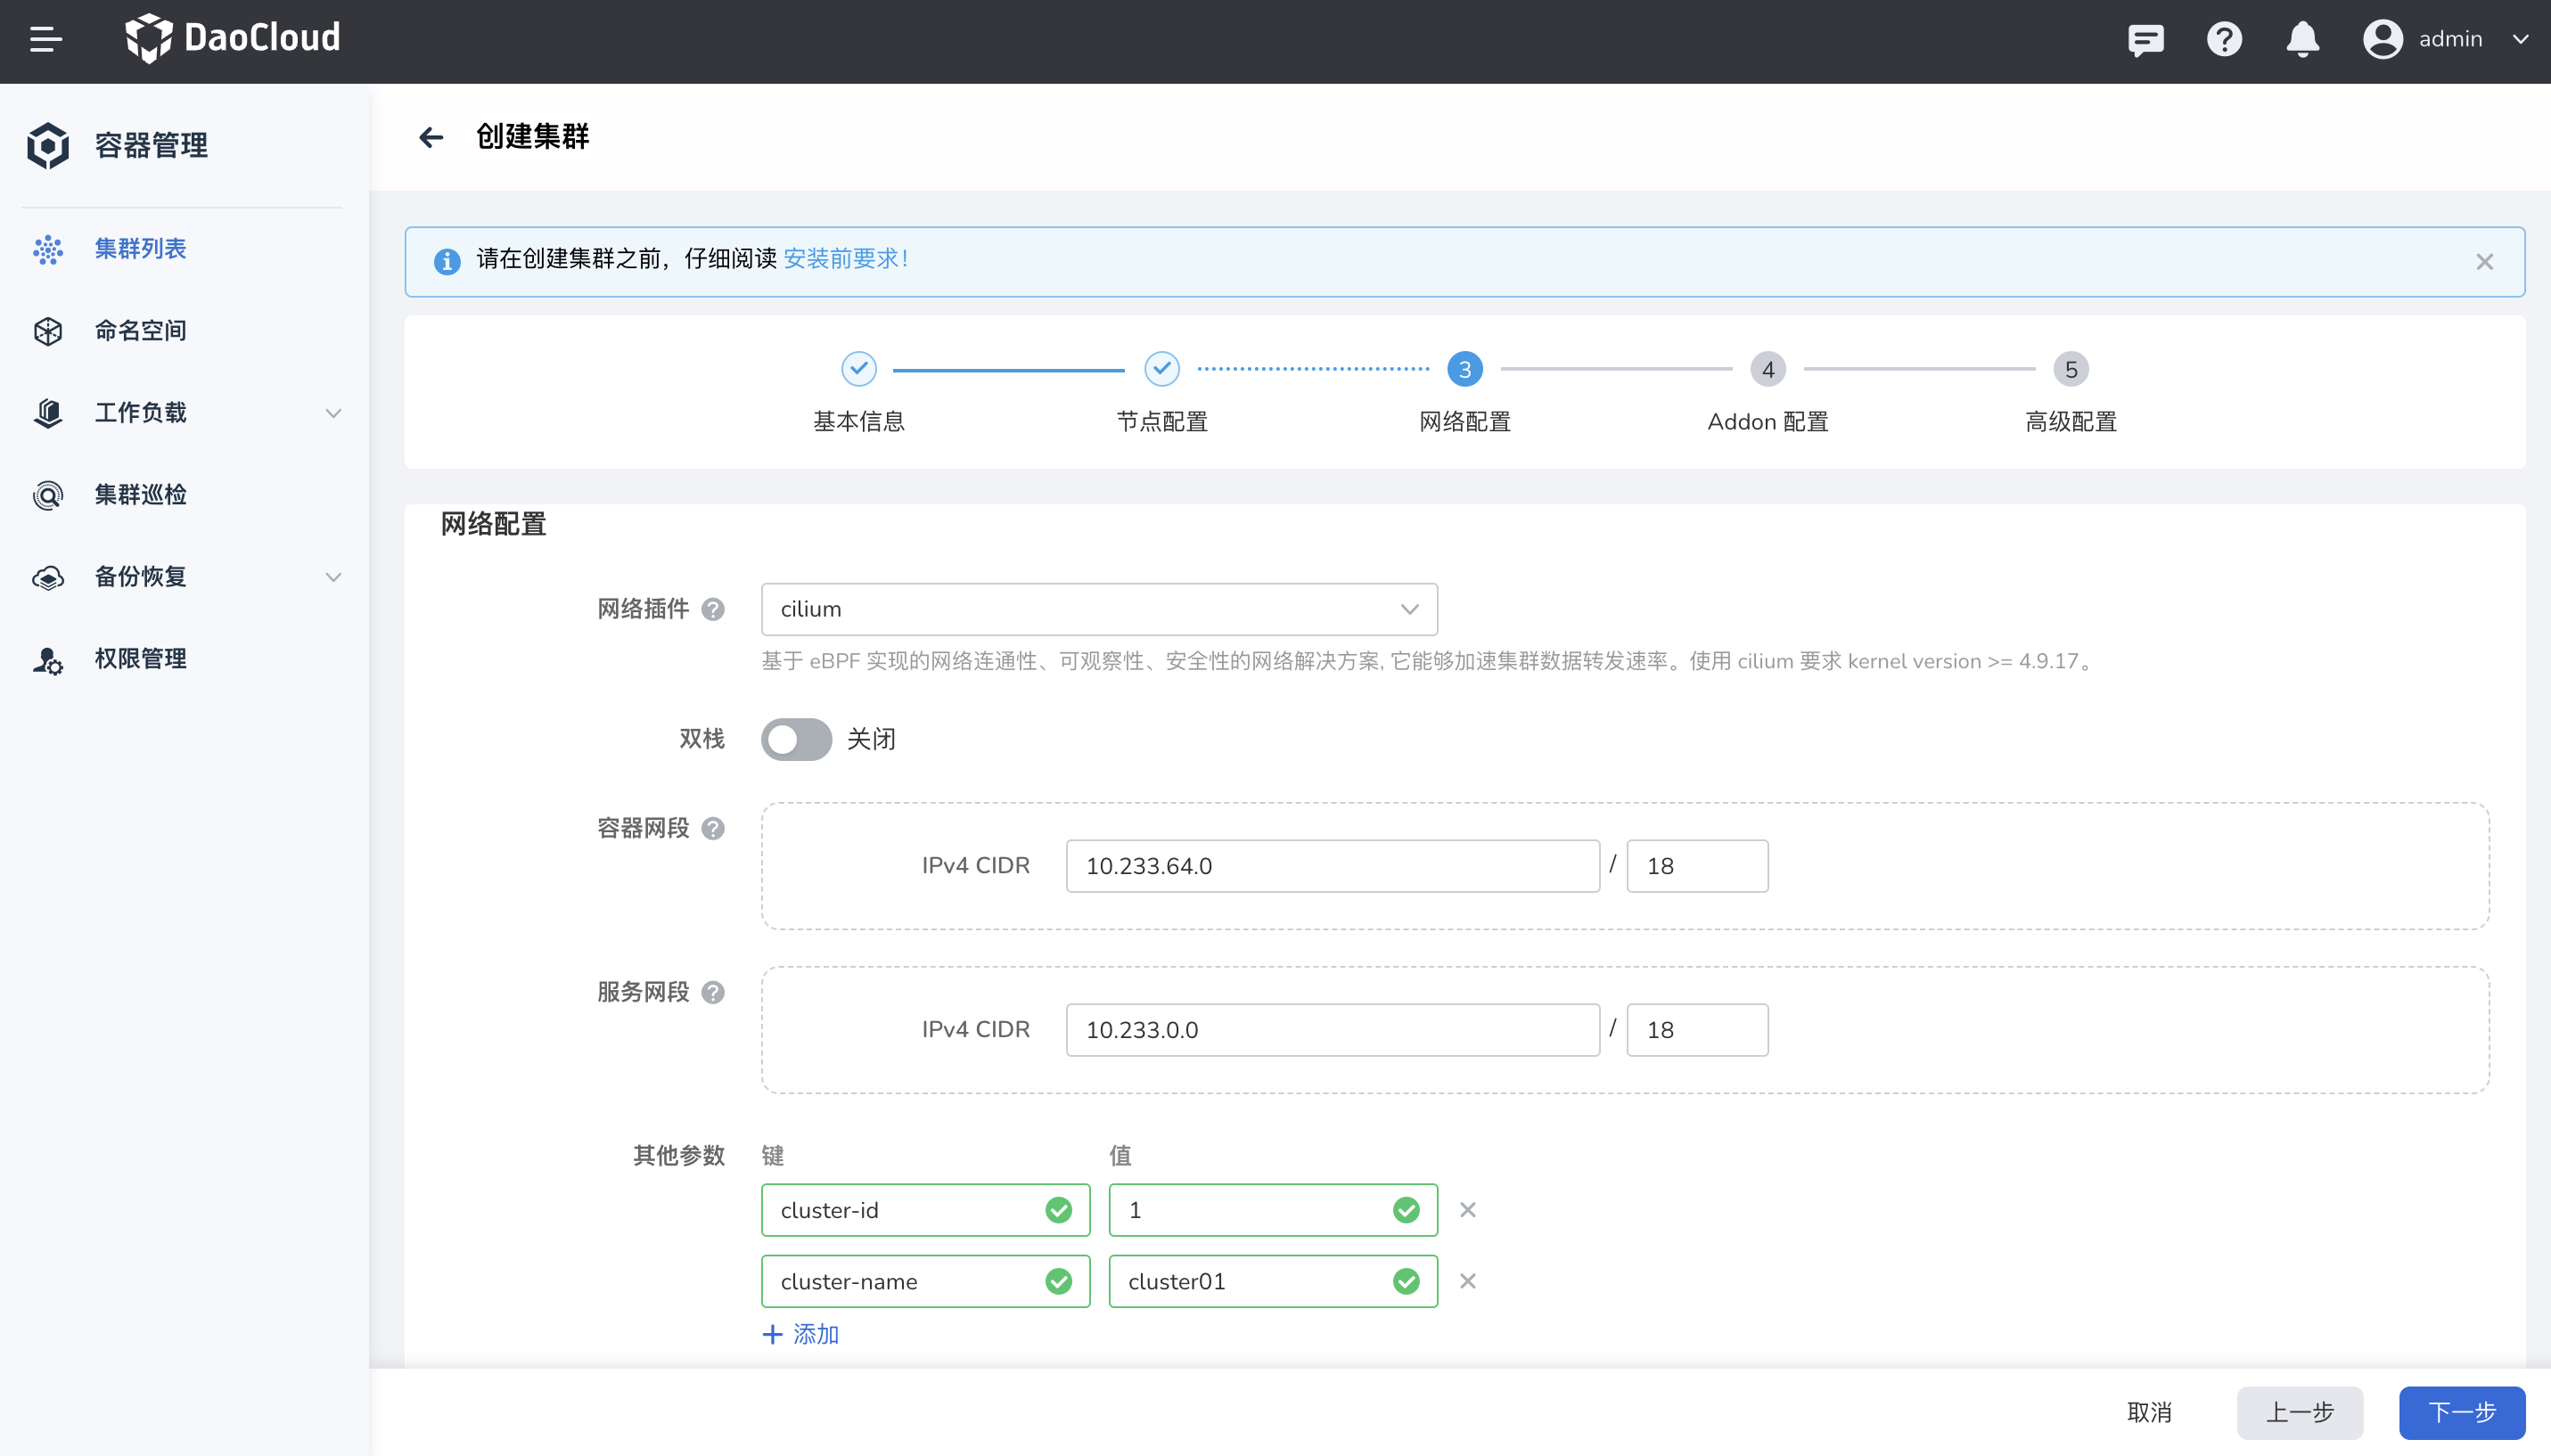 DaoCloud
admin
容器管理
集群列表
命名空间
工作负载
集群巡检
备份恢复
权限管理
创建集群
请在创建集群之前，仔细阅读 安装前要求！
3
4
5
基本信息
节点配置
网络配置
Addon 配置
高级配置
网络配置
网络插件
cilium
基于 eBPF 实现的网络连通性、可观察性、安全性的网络解决方案, 它能够加速集群数据转发速率。使用 cilium 要求 kernel version >= 4.9.17。
双栈
关闭
容器网段
IPv4 CIDR
10.233.64.0
/
18
服务网段
IPv4 CIDR
10.233.0.0
/
18
其他参数
键
值
cluster-id
1
cluster-name
cluster01
+ 添加
取消
上一步
下一步